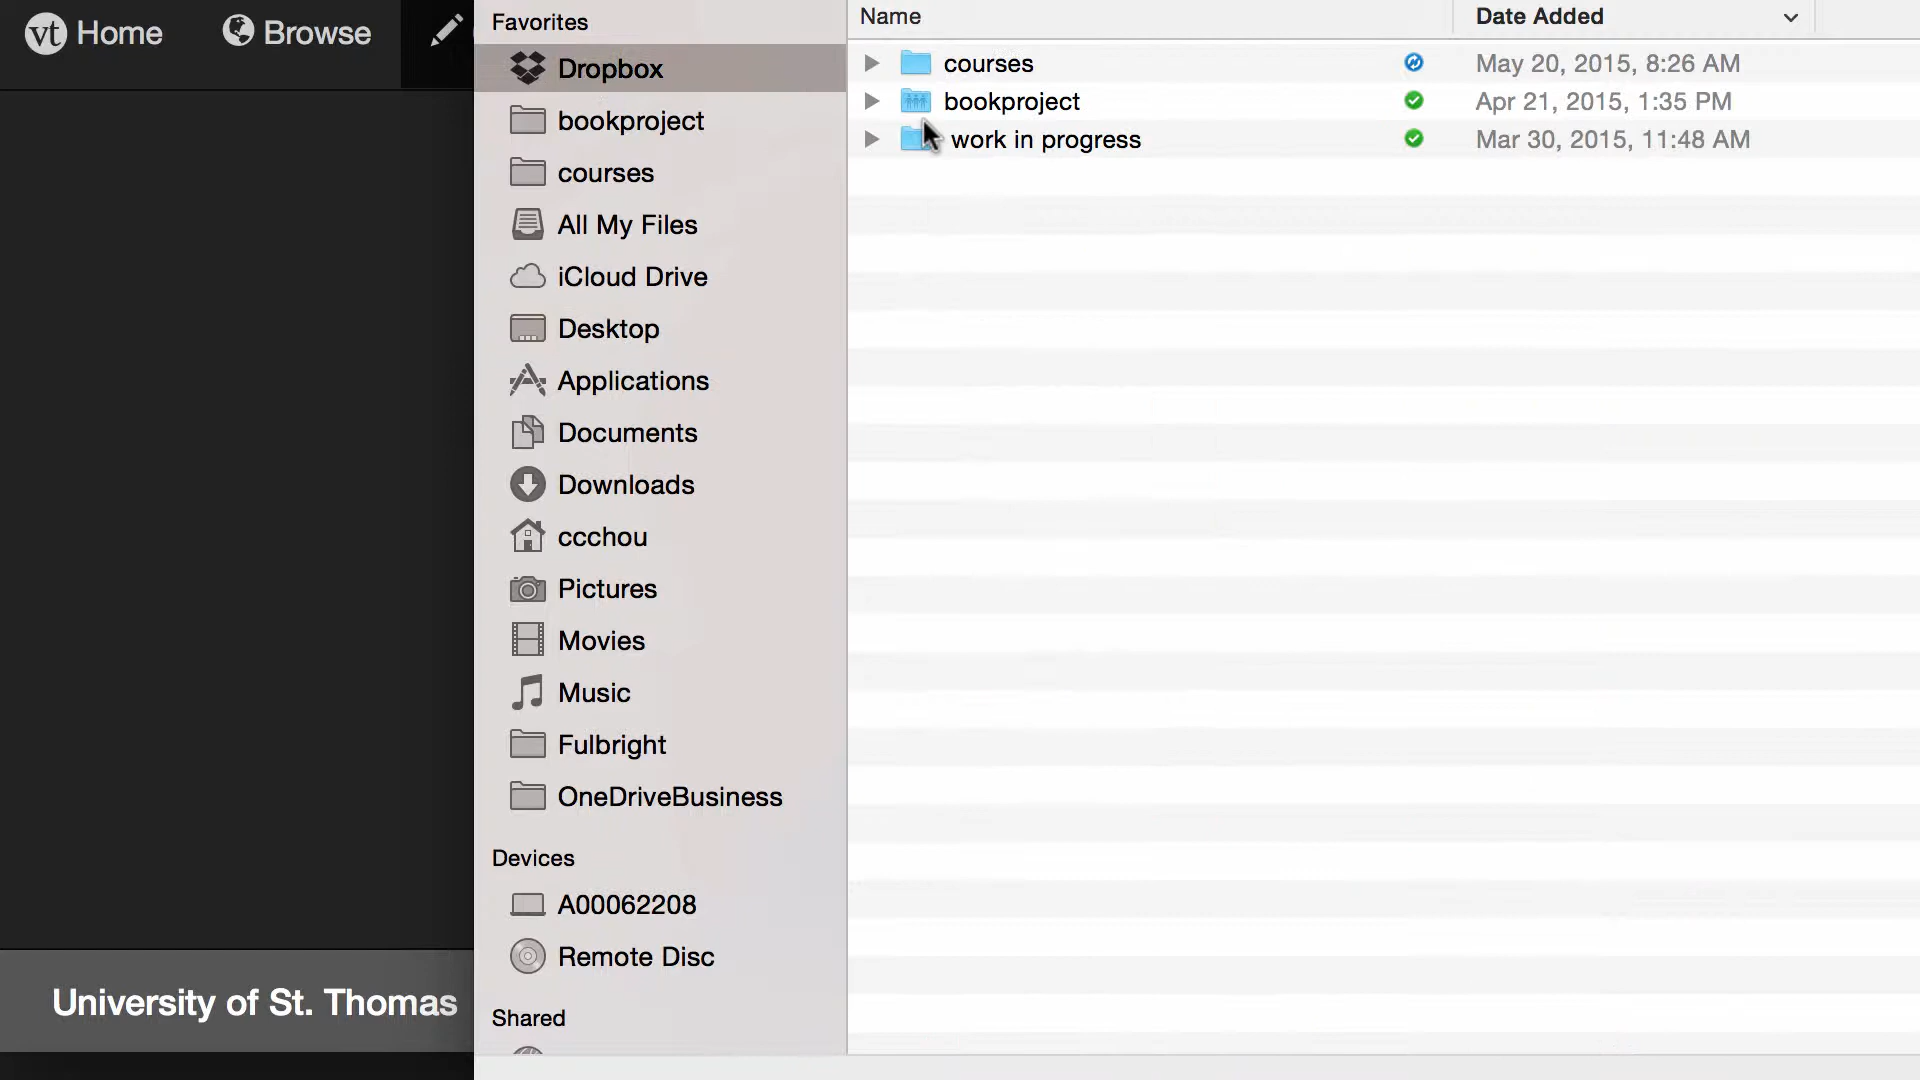 vt Home
Browse
University of St. Thomas
Favorites
Dropbox
bookproject
courses
All My Files
iCloud Drive
Desktop
Applications
Documents
Downloads
ccchou
Pictures
Movies
Music
Fulbright
OneDriveBusiness
Devices
A00062208
Remote Disc
Shared
Name Date Added
courses May 20, 2015, 8:26 AM
bookproject Apr 21, 2015, 1:35 PM
work in progress Mar 30, 2015, 11:48 AM